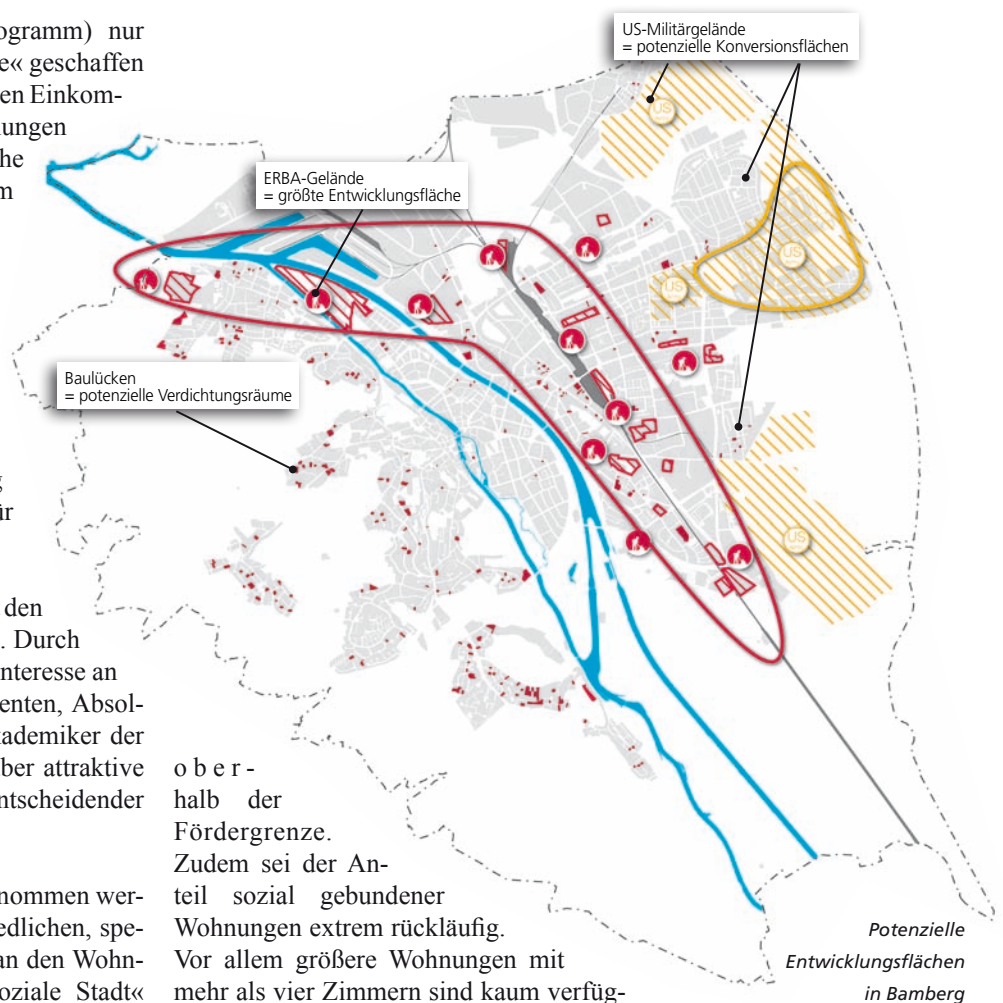 ogramm) nur
e« geschaffen
en Einkom-
lungen
he
m
g
ür
den
. Durch
nteresse an
enten, Absol-
kademiker der
ber attraktive
ntscheidender
nommen wer-
edlichen, spe-
an den Wohn-
oziale Stadt«
ober-
halb der
Fördergrenze.
Zudem sei der An-
teil sozial gebundener
Wohnungen extrem rückläufig.
Vor allem größere Wohnungen mit
mehr als vier Zimmern sind kaum verfüg-
US-Militärgelände
= potenzielle Konversionsflächen
ERBA-Gelände
= größte Entwicklungsfläche
Baulücken
= potenzielle Verdichtungsräume
US
US
US
US
Potenzielle
Entwicklungsflächen
in Bamberg